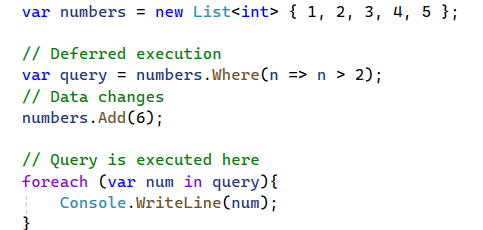 var numbers = new List<int> { 1, 2, 3, 4, 5 };
// Deferred execution
var query = numbers.Where(n => n > 2);
// Data changes
numbers.Add(6);
// Query is executed here
foreach (var num in query){
    Console.WriteLine(num);
}